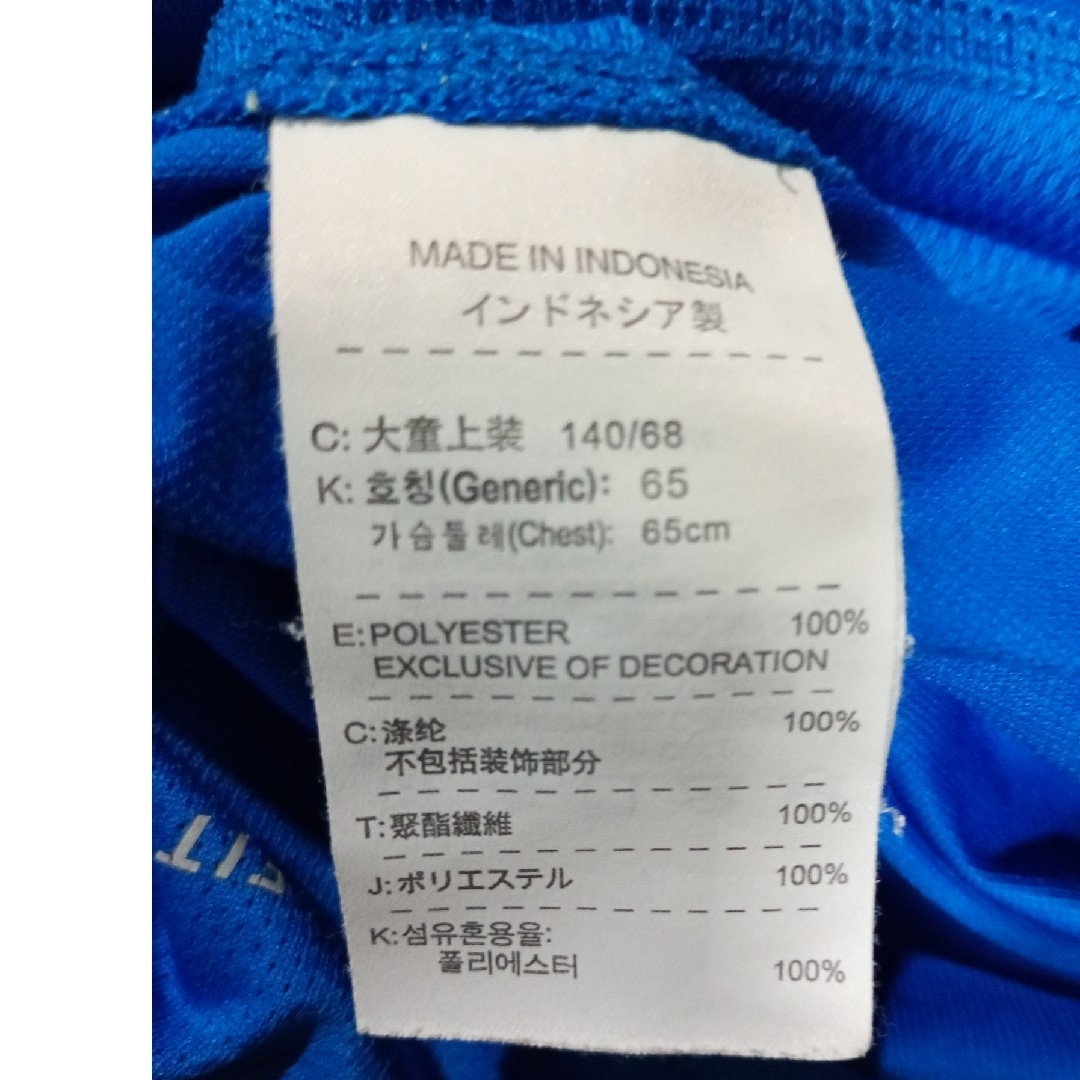 MADE IN INDONESIA
インドネシア製
C: 大童上装 140/68
K: 호칭(Generic): 65
가슴둘레(Chest): 65cm
E: POLYESTER 100%
EXCLUSIVE OF DECORATION
C: 涤纶 100%
不包括装饰部分
T: 聚酯纖維 100%
J: ポリエステル 100%
K: 섬유혼용율:
폴리에스터 100%
FIT